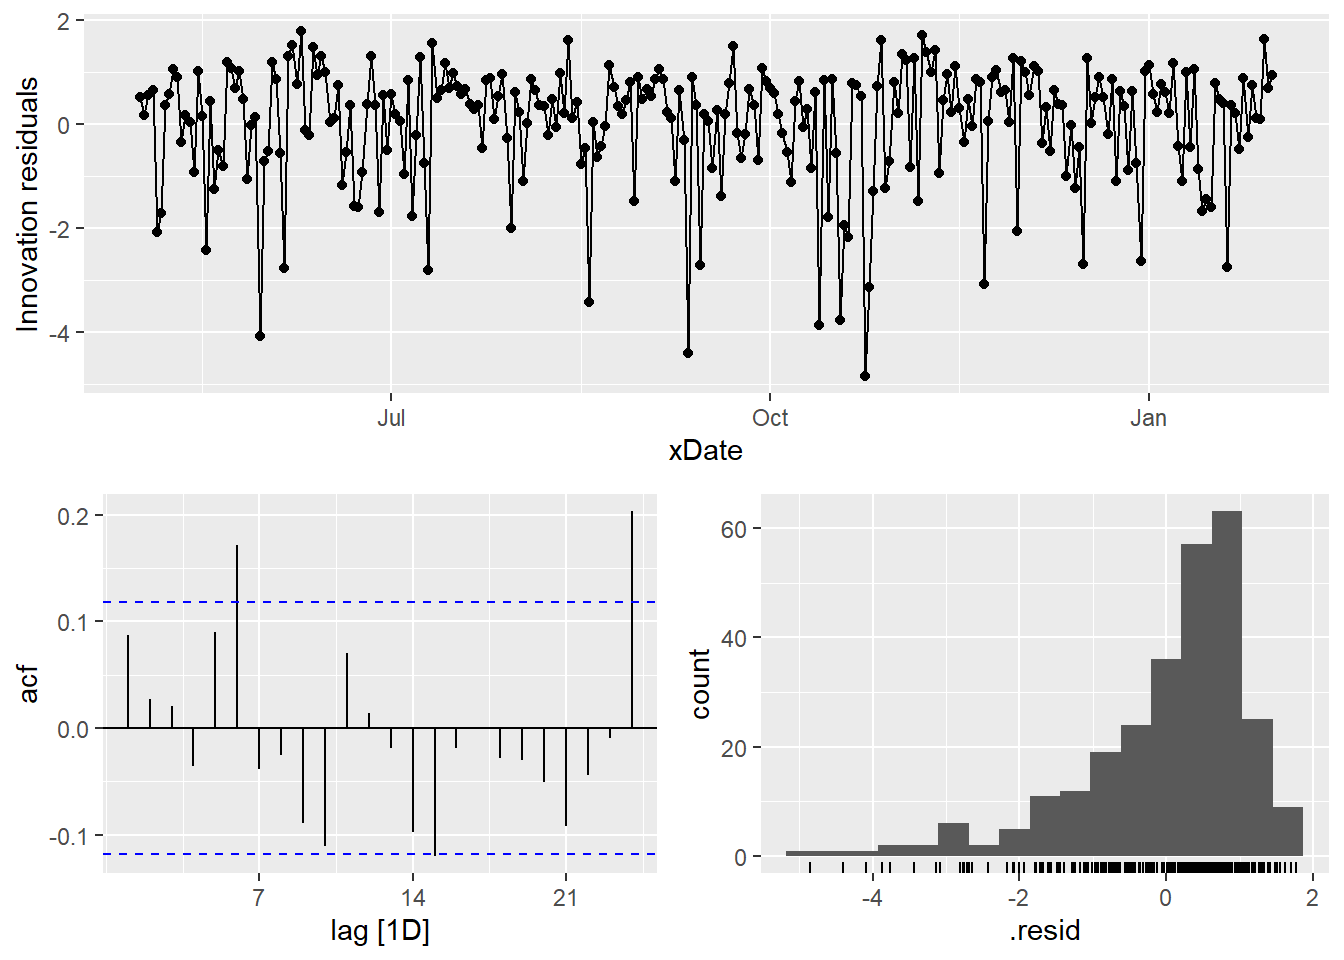 2
0
-2
-4
Innovation residuals
Jul
Oct
Jan
xDate
0.2
0.1
0.0
-0.1
acf
7
14
21
lag [1D]
60
40
20
0
count
-4
-2
0
2
.resid